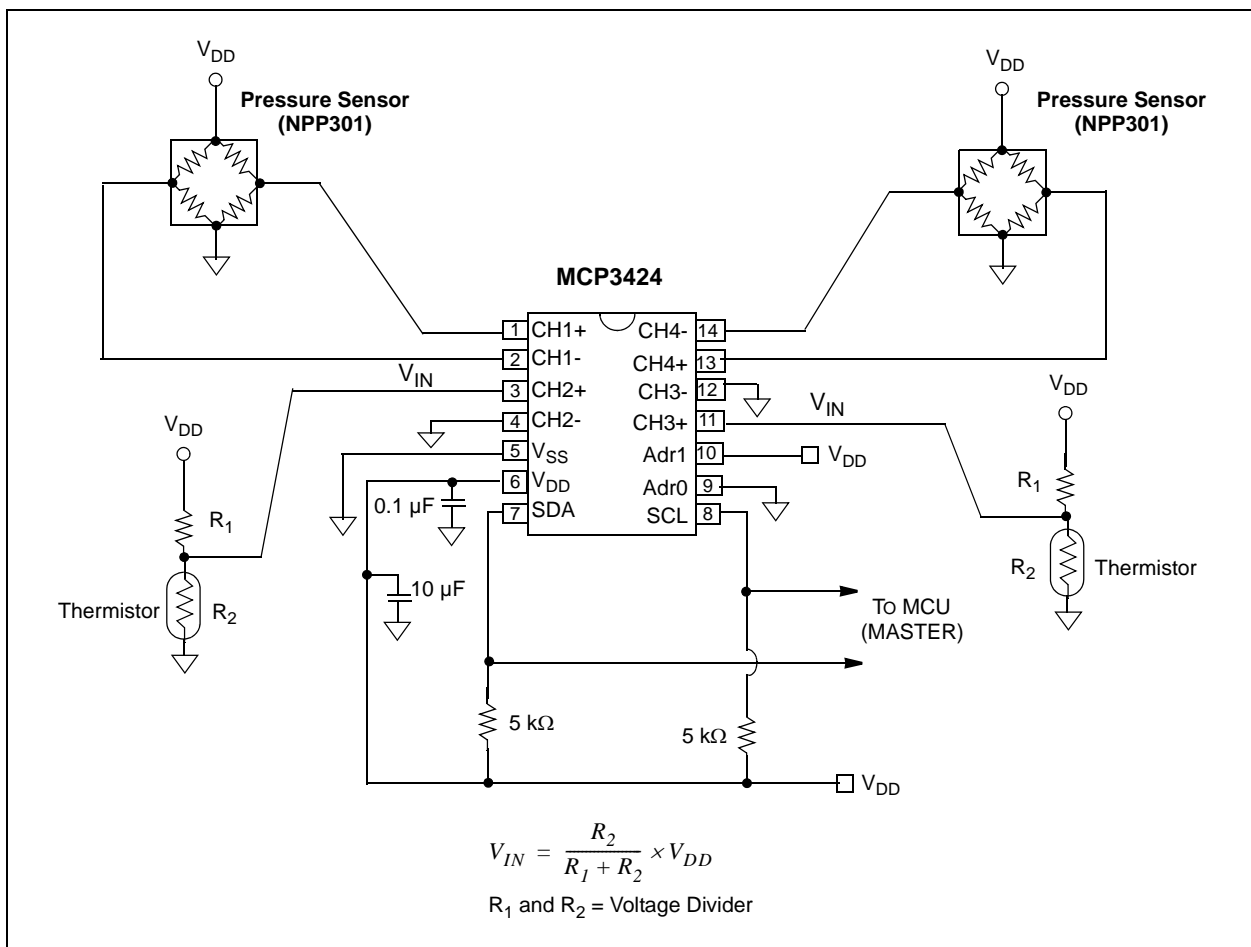 VDD
Pressure Sensor
(NPP301)
VDD
Pressure Sensor
(NPP301)
MCP3424
1 CH1+
2 CH1-
3 CH2+
4 CH2-
5 VSS
6 VDD
7 SDA
CH4- 14
CH4+ 13
CH3- 12
CH3+ 11
Adr1 10
Adr0 9
SCL 8
VIN
VDD
R1
Thermistor
R2
0.1 µF
10 µF
VIN
VDD
VDD
R1
R2
Thermistor
TO MCU
(MASTER)
5 kΩ
5 kΩ
VDD
VIN = R2 / (R1 + R2) × VDD
R1 and R2 = Voltage Divider